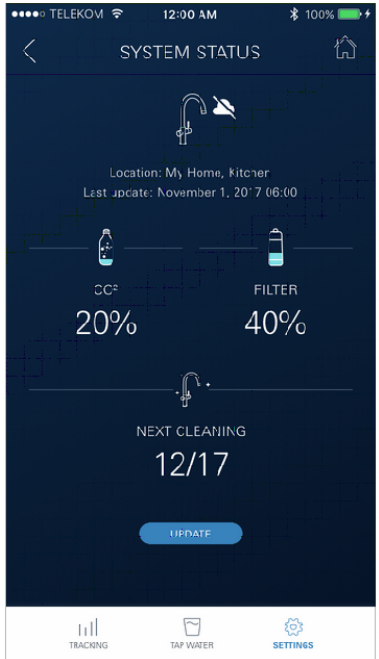 TELEKOM 12:00 AM 100%
SYSTEM STATUS
Location: My Home, Kitchen
Last update: November 1, 2017 06:00
CO² FILTER
20% 40%
NEXT CLEANING
12/17
UPDATE
TRACKING TAP WATER SETTINGS